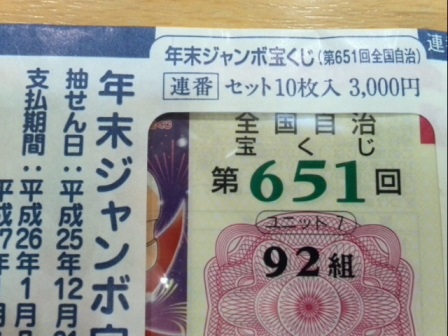 年末ジャンボ宝くじ(第651回全国自治)
連番 セット10枚入 3,000円
連番
年末ジャンボ宝
抽せん日:平成25年12月
支払期間:平成26年1月
全国自治
宝くじ
第651回
ユニット 7
92組